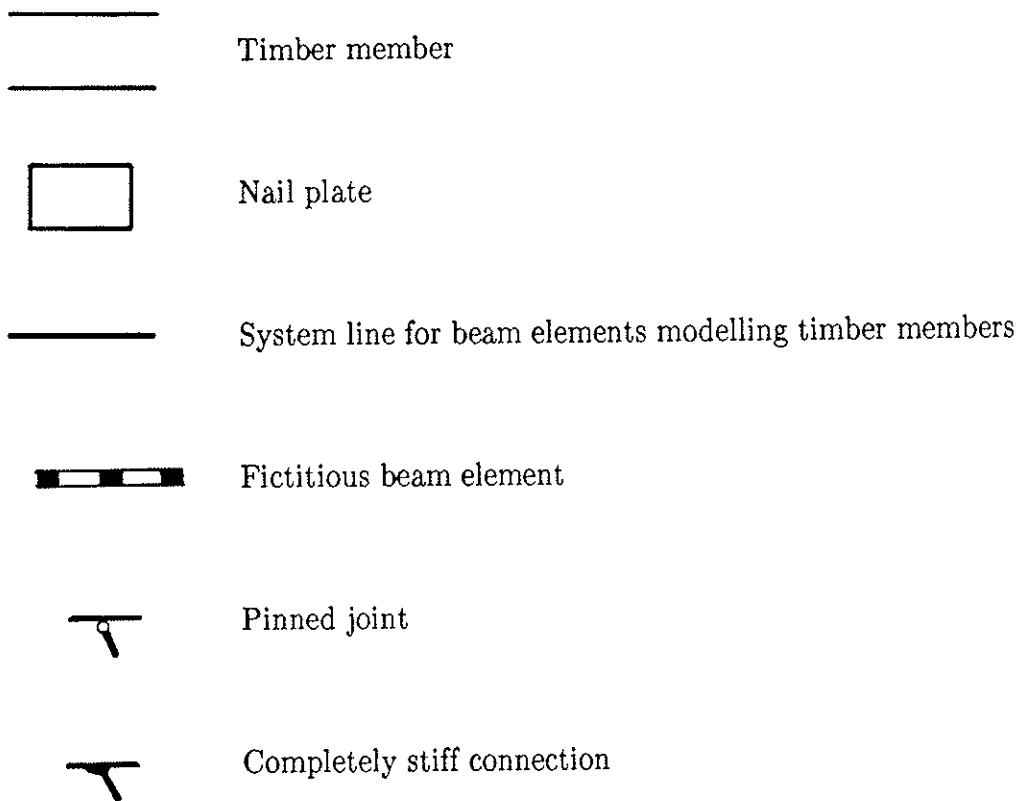 Timber member
Nail plate
System line for beam elements modelling timber members
Fictitious beam element
Pinned joint
Completely stiff connection